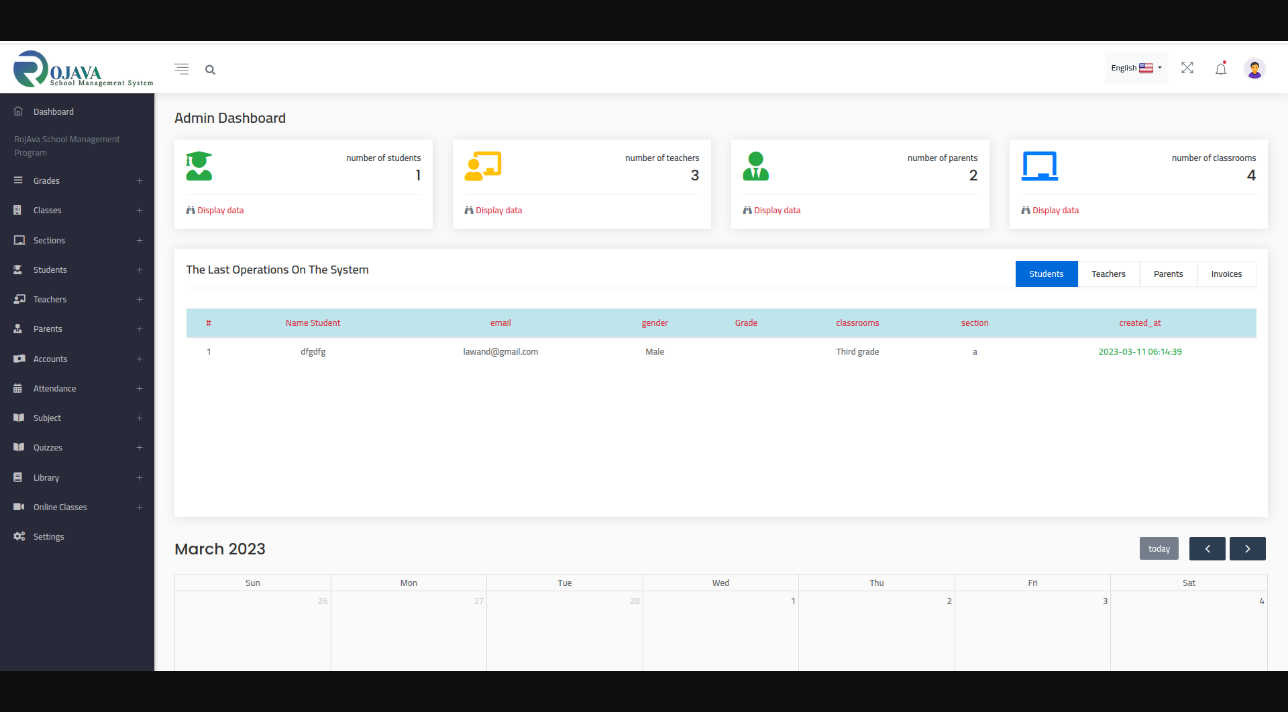 ROJAVA
School Management System
English
Dashboard
RojAva School Management
Program
Grades +
Classes +
Sections +
Students +
Teachers +
Parents +
Accounts +
Attendance +
Subject +
Quizzes +
Library +
Online Classes +
Settings
Admin Dashboard
number of students
1
Display data
number of teachers
3
Display data
number of parents
2
Display data
number of classrooms
4
Display data
The Last Operations On The System
Students Teachers Parents Invoices
# Name Student email gender Grade classrooms section created_at
1 dfgdfg lawand@gmail.com Male Third grade a 2023-03-11 06:14:39
March 2023
today
Sun Mon Tue Wed Thu Fri Sat
26 27 28 1 2 3 4